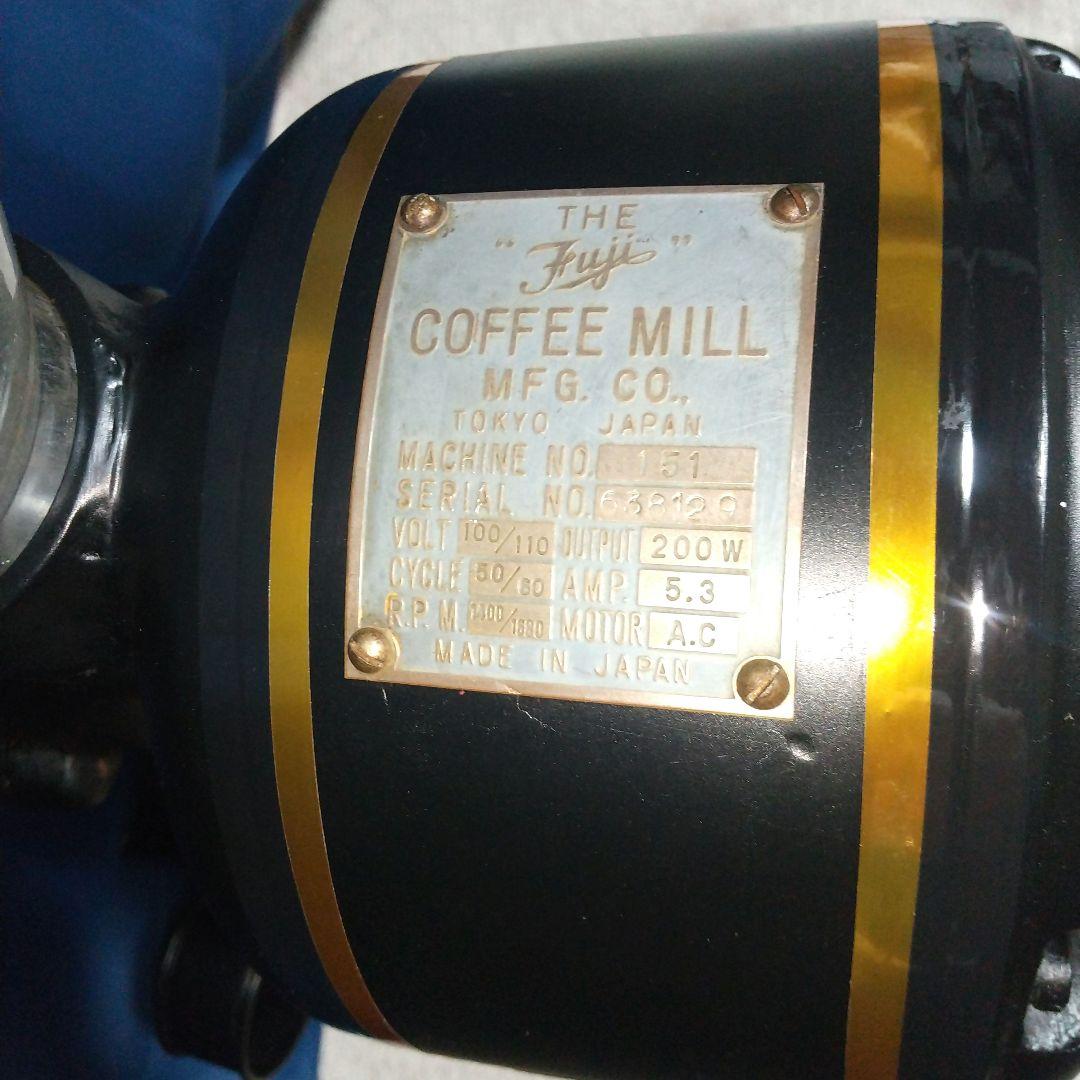 THE
"Fuji"
COFFEE MILL
MFG. CO.,
TOKYO JAPAN
MACHINE NO. 151
SERIAL NO. 638129
VOLT 100/110 OUTPUT 200W
CYCLE 50/60 AMP. 5.3
R.P.M. MOTOR A.C
MADE IN JAPAN